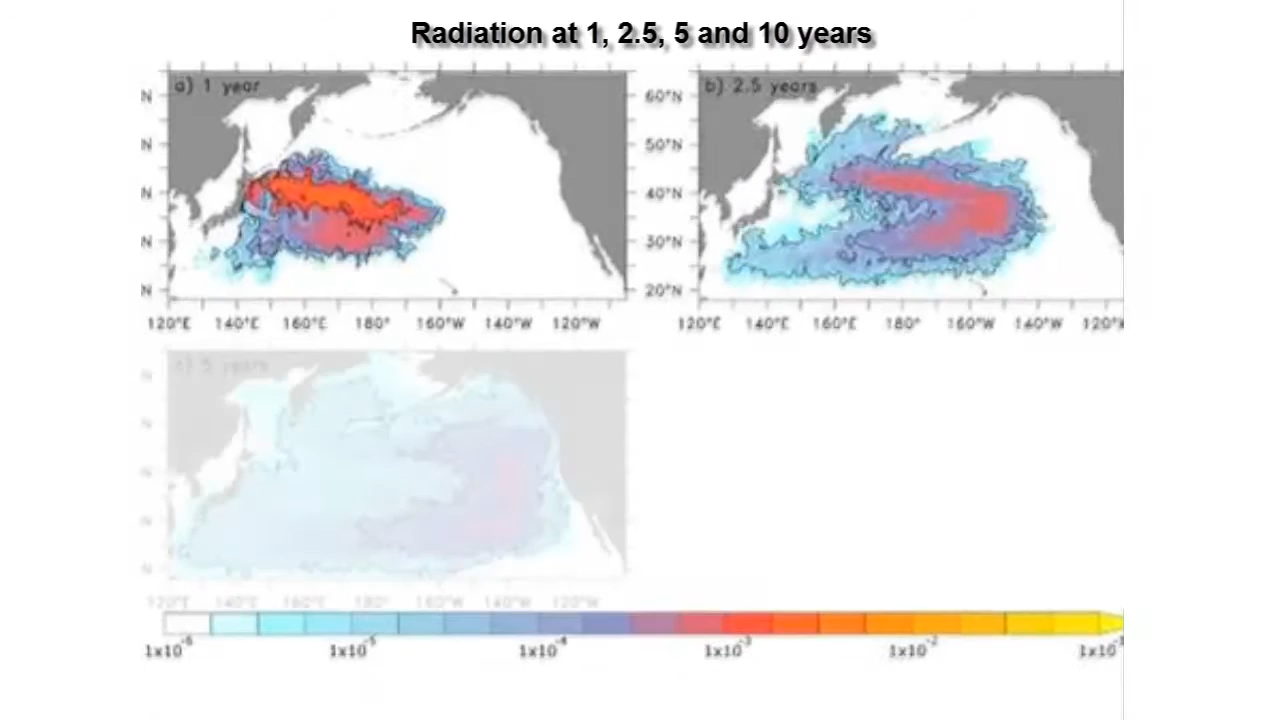 Radiation at 1, 2.5, 5 and 10 years
a) 1 year
b) 2.5 years
N
N
N
N
N
60°N
50°N
40°N
30°N
20°N
120°E 140°E 160°E 180° 160°W 140°W 120°W
120°E 140°E 160°E 180° 160°W 140°W 120°W
c) 5 years
120°E 140°E 160°E 180° 160°W 140°W 120°W
1x10⁻⁶ 1x10⁻⁵ 1x10⁻⁴ 1x10⁻³ 1x10⁻²